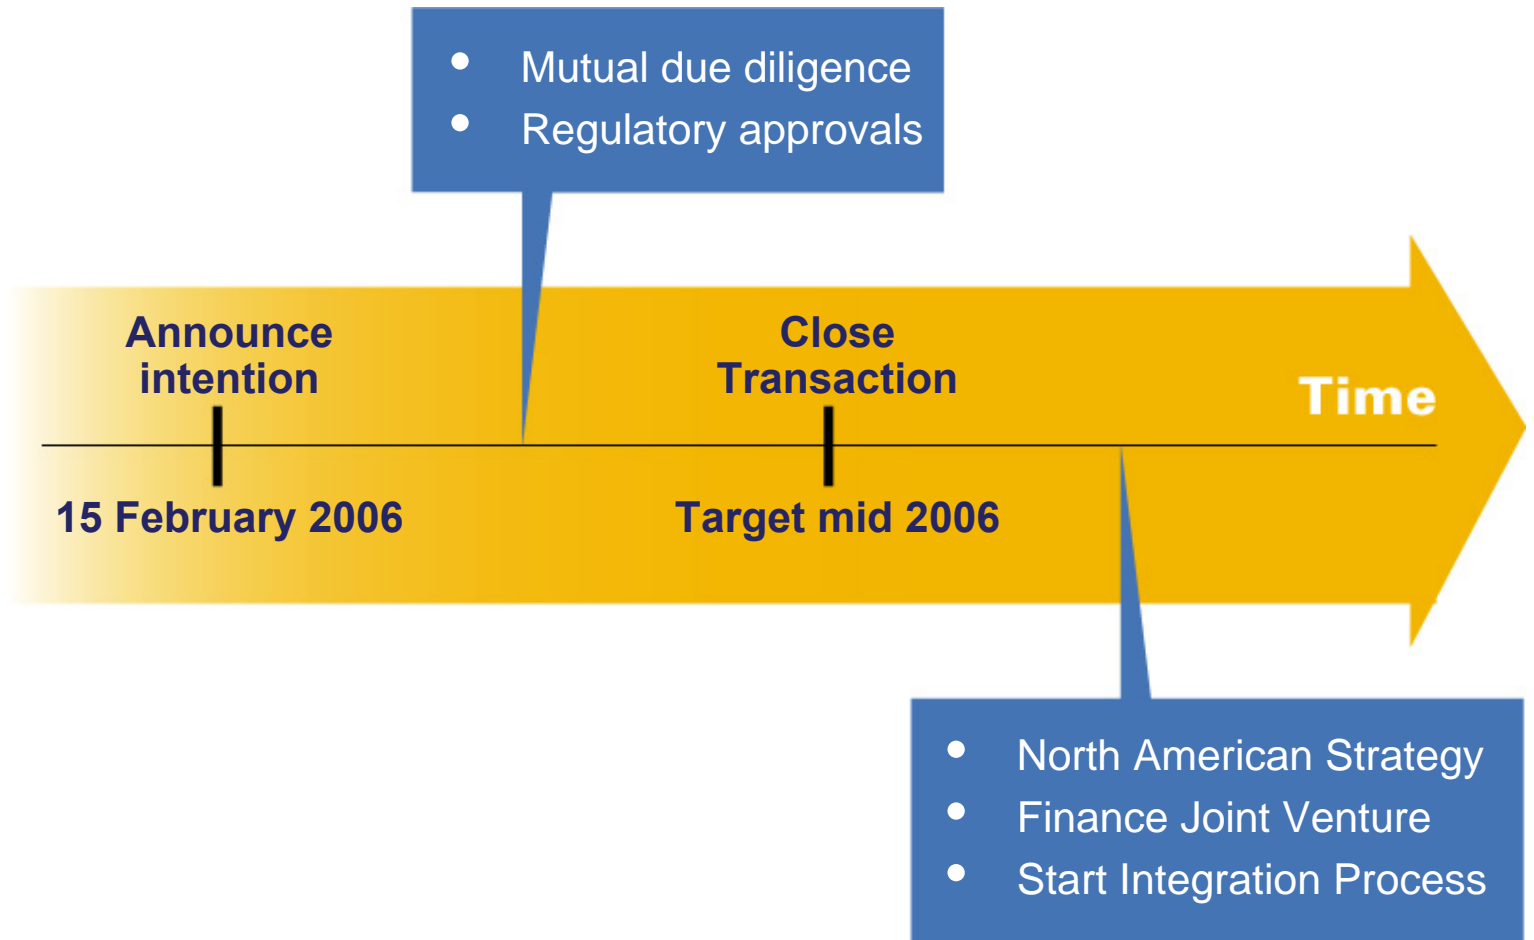 • Mutual due diligence
• Regulatory approvals
Announce
intention
Close
Transaction
Time
15 February 2006
Target mid 2006
• North American Strategy
• Finance Joint Venture
• Start Integration Process